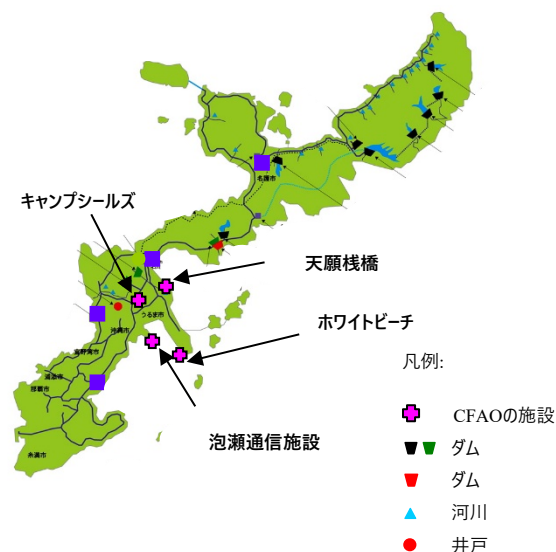 名護市
キャンプシールズ
天願桟橋
うるま市
ホワイトビーチ
沖縄市
宜野湾市
浦添市
那覇市
糸満市
泡瀬通信施設
凡例:
CFAOの施設
ダム
ダム
河川
井戸